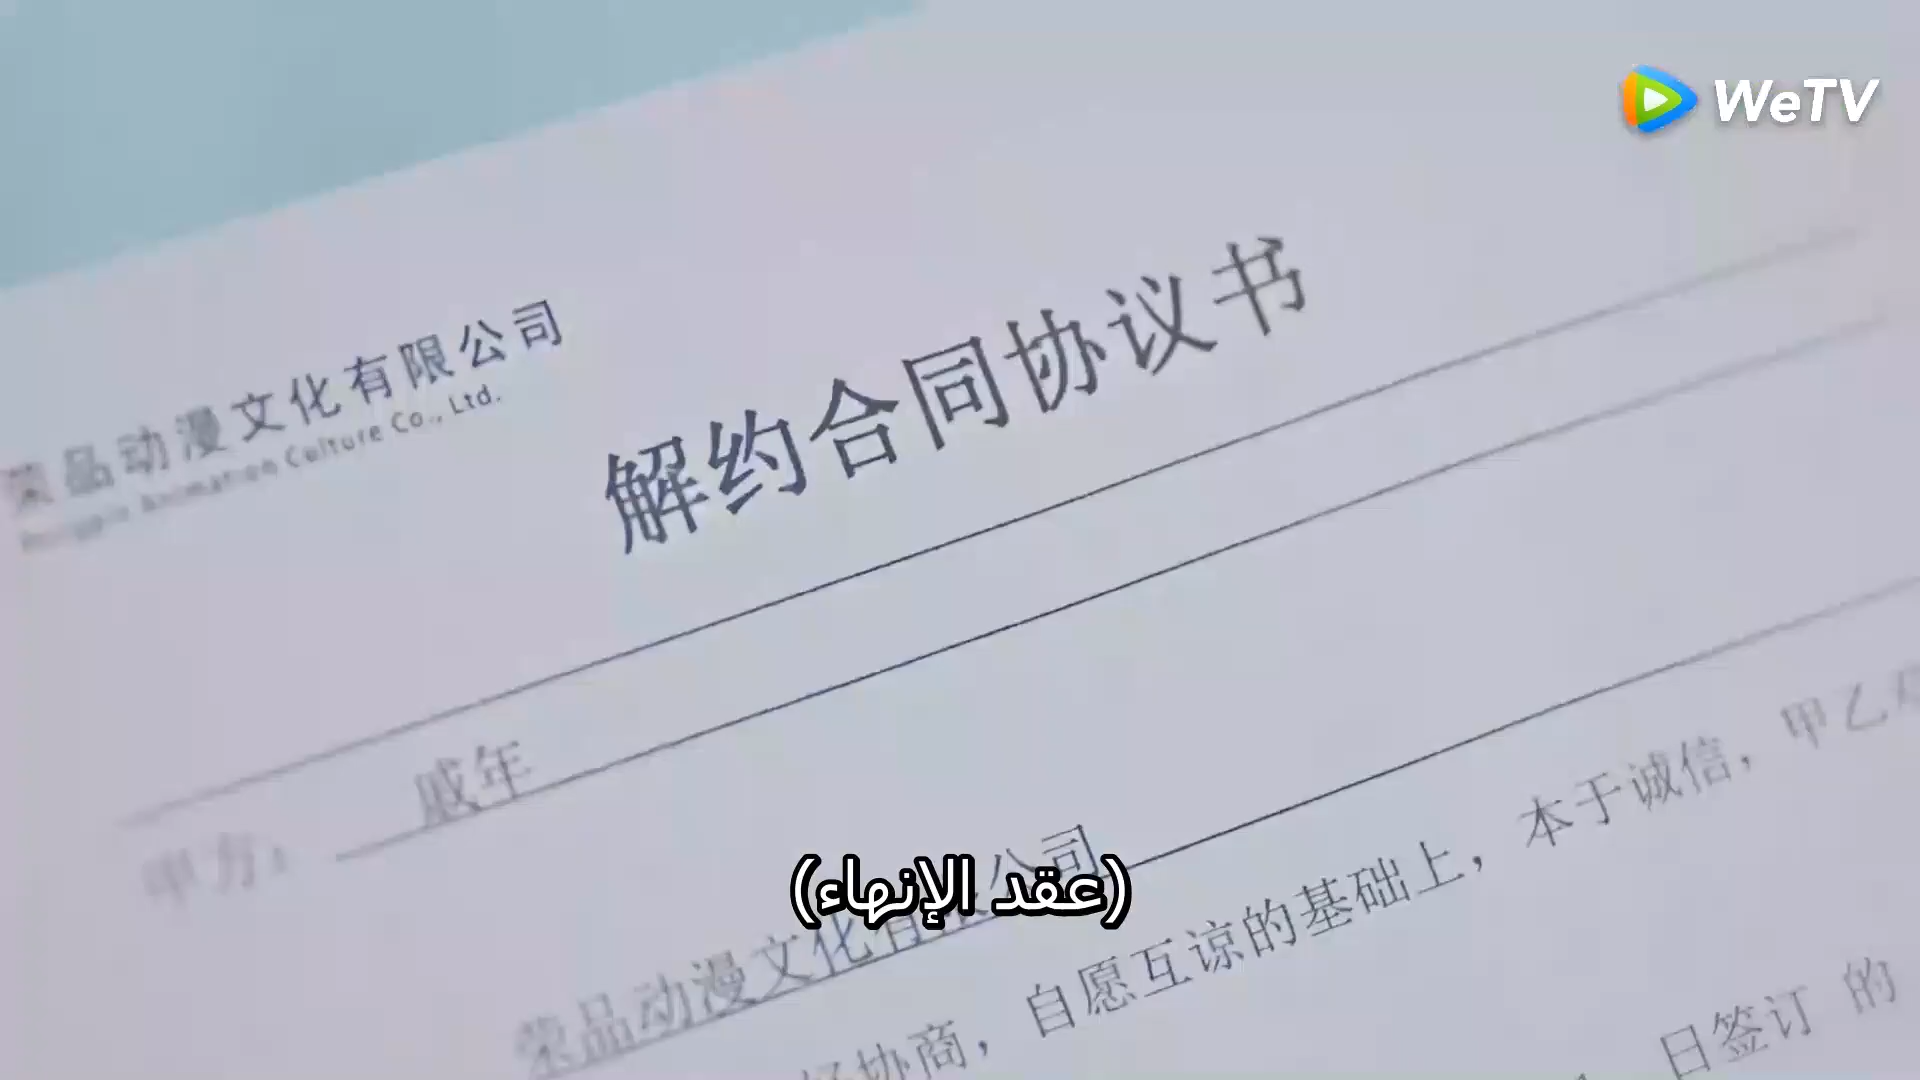 WeTV
荣品动漫文化有限公司
Rongpin Animation Culture Co., Ltd.
解约合同协议书
甲方： 戚年
荣品动漫文化有限公司
本于诚信，甲乙
协商，自愿互谅的基础上，
日签订 的
(عقد الإنهاء)